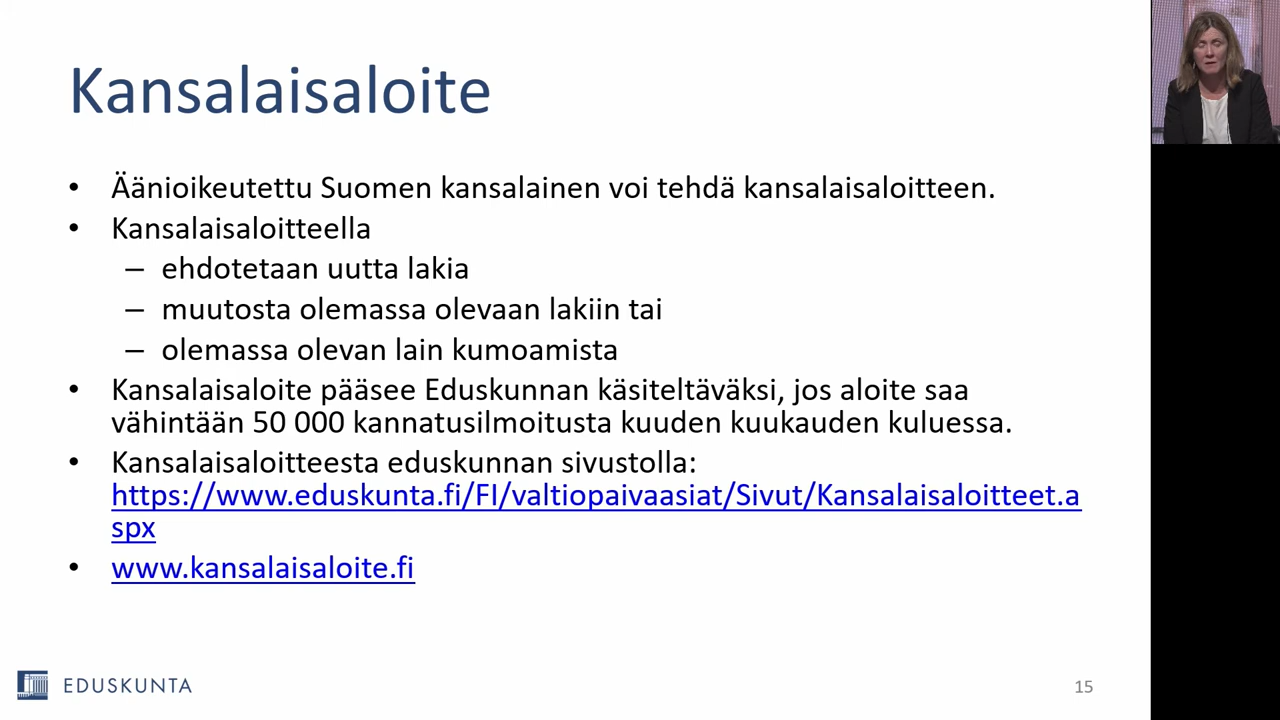 Kansalaisaloite
• Äänioikeutettu Suomen kansalainen voi tehdä kansalaisaloitteen.
• Kansalaisaloitteella
– ehdotetaan uutta lakia
– muutosta olemassa olevaan lakiin tai
– olemassa olevan lain kumoamista
• Kansalaisaloite pääsee Eduskunnan käsiteltäväksi, jos aloite saa
vähintään 50 000 kannatusilmoitusta kuuden kuukauden kuluessa.
• Kansalaisaloitteesta eduskunnan sivustolla:
https://www.eduskunta.fi/FI/valtiopaivaasiat/Sivut/Kansalaisaloitteet.a
spx
• www.kansalaisaloite.fi
EDUSKUNTA
15